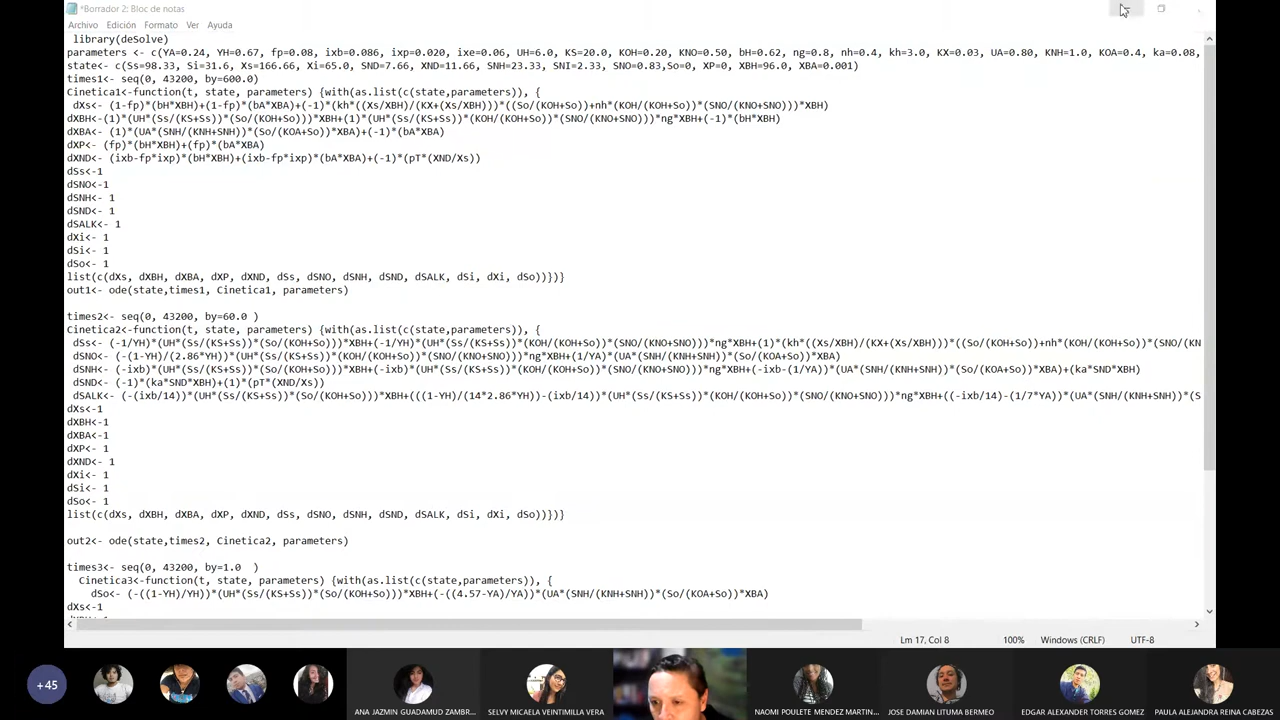 *Borrador 2: Bloc de notas
Archivo Edición Formato Ver Ayuda
library(deSolve)
parameters <- c(YA=0.24, YH=0.67, fp=0.08, ixb=0.086, ixp=0.020, ixe=0.06, UH=6.0, KS=20.0, KOH=0.20, KNO=0.50, bH=0.62, ng=0.8, nh=0.4, kh=3.0, KX=0.03, UA=0.80, KNH=1.0, KOA=0.4, ka=0.08,
state<- c(Ss=98.33, Si=31.6, Xs=166.66, Xi=65.0, SND=7.66, XND=11.66, SNH=23.33, SNI=2.33, SNO=0.83,So=0, XP=0, XBH=96.0, XBA=0.001)
times1<- seq(0, 43200, by=600.0)
Cinetica1<-function(t, state, parameters) {with(as.list(c(state,parameters)), {
dXs<- (1-fp)*(bH*XBH)+(1-fp)*(bA*XBA)+(-1)*(kh*((Xs/XBH)/(KX+(Xs/XBH)))*((So/(KOH+So))+nh*(KOH/(KOH+So))*(SNO/(KNO+SNO)))*XBH)
dXBH<-(1)*(UH*(Ss/(KS+Ss))*(So/(KOH+So)))*XBH+(1)*(UH*(Ss/(KS+Ss))*(KOH/(KOH+So))*(SNO/(KNO+SNO)))*ng*XBH+(-1)*(bH*XBH)
dXBA<- (1)*(UA*(SNH/(KNH+SNH))*(So/(KOA+So))*XBA)+(-1)*(bA*XBA)
dXP<- (fp)*(bH*XBH)+(fp)*(bA*XBA)
dXND<- (ixb-fp*ixp)*(bH*XBH)+(ixb-fp*ixp)*(bA*XBA)+(-1)*(pT*(XND/Xs))
dSs<-1
dSNO<-1
dSNH<- 1
dSND<- 1
dSALK<- 1
dXi<- 1
dSi<- 1
dSo<- 1
list(c(dXs, dXBH, dXBA, dXP, dXND, dSs, dSNO, dSNH, dSND, dSALK, dSi, dXi, dSo))})}
out1<- ode(state,times1, Cinetica1, parameters)
times2<- seq(0, 43200, by=60.0 )
Cinetica2<-function(t, state, parameters) {with(as.list(c(state,parameters)), {
dSs<- (-1/YH)*(UH*(Ss/(KS+Ss))*(So/(KOH+So)))*XBH+(-1/YH)*(UH*(Ss/(KS+Ss))*(KOH/(KOH+So))*(SNO/(KNO+SNO)))*ng*XBH+(1)*(kh*((Xs/XBH)/(KX+(Xs/XBH)))*((So/(KOH+So)+nh*(KOH/(KOH+So))*(SNO/(KN
dSNO<- (-(1-YH)/(2.86*YH))*(UH*(Ss/(KS+Ss))*(KOH/(KOH+So))*(SNO/(KNO+SNO)))*ng*XBH+(1/YA)*(UA*(SNH/(KNH+SNH))*(So/(KOA+So))*XBA)
dSNH<- (-ixb)*(UH*(Ss/(KS+Ss))*(So/(KOH+So)))*XBH+(-ixb)*(UH*(Ss/(KS+Ss))*(KOH/(KOH+So))*(SNO/(KNO+SNO)))*ng*XBH+(-ixb-(1/YA))*(UA*(SNH/(KNH+SNH))*(So/(KOA+So))*XBA)+(ka*SND*XBH)
dSND<- (-1)*(ka*SND*XBH)+(1)*(pT*(XND/Xs))
dSALK<- (-(ixb/14))*(UH*(Ss/(KS+Ss))*(So/(KOH+So)))*XBH+(((1-YH)/(14*2.86*YH))-(ixb/14))*(UH*(Ss/(KS+Ss))*(KOH/(KOH+So))*(SNO/(KNO+SNO)))*ng*XBH+((-ixb/14)-(1/7*YA))*(UA*(SNH/(KNH+SNH))*(S
dXs<-1
dXBH<-1
dXBA<-1
dXP<- 1
dXND<- 1
dXi<- 1
dSi<- 1
dSo<- 1
list(c(dXs, dXBH, dXBA, dXP, dXND, dSs, dSNO, dSNH, dSND, dSALK, dSi, dXi, dSo))})}
out2<- ode(state,times2, Cinetica2, parameters)
times3<- seq(0, 43200, by=1.0 )
Cinetica3<-function(t, state, parameters) {with(as.list(c(state,parameters)), {
dSo<- (-((1-YH)/YH))*(UH*(Ss/(KS+Ss))*(So/(KOH+So)))*XBH+(-((4.57-YA)/YA))*(UA*(SNH/(KNH+SNH))*(So/(KOA+So))*XBA)
dXs<-1
Lm 17, Col 8 100% Windows (CRLF) UTF-8
+45
ANA JAZMIN GUADAMUD ZAMBR... SELVY MICAELA VEINTIMILLA VERA NAOMI POULETE MENDEZ MARTIN... JOSE DAMIAN LITUMA BERMEO EDGAR ALEXANDER TORRES GOMEZ PAULA ALEJANDRA REINA CABEZAS